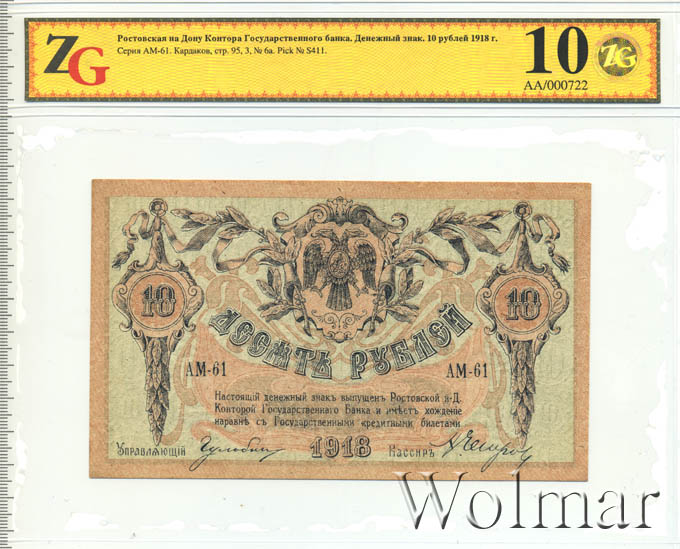 ZG
Ростовская на Дону Контора Государственного банка. Денежный знак. 10 рублей 1918 г.
Серия АМ-61. Кардаков, стр. 95, 3, № 6а. Pick № S411.
10
ZG
AA/000722
10
10
ДЕСЯТЬ РУБЛЕЙ
АМ-61
АМ-61
Настоящій денежный знакъ выпущенъ Ростовской н-Д.
Конторой Государственнаго Банка и имѣетъ хожденіе
наравнѣ съ Государственными кредитными билетами
Управляющій
1918
Кассиръ
Wolmar